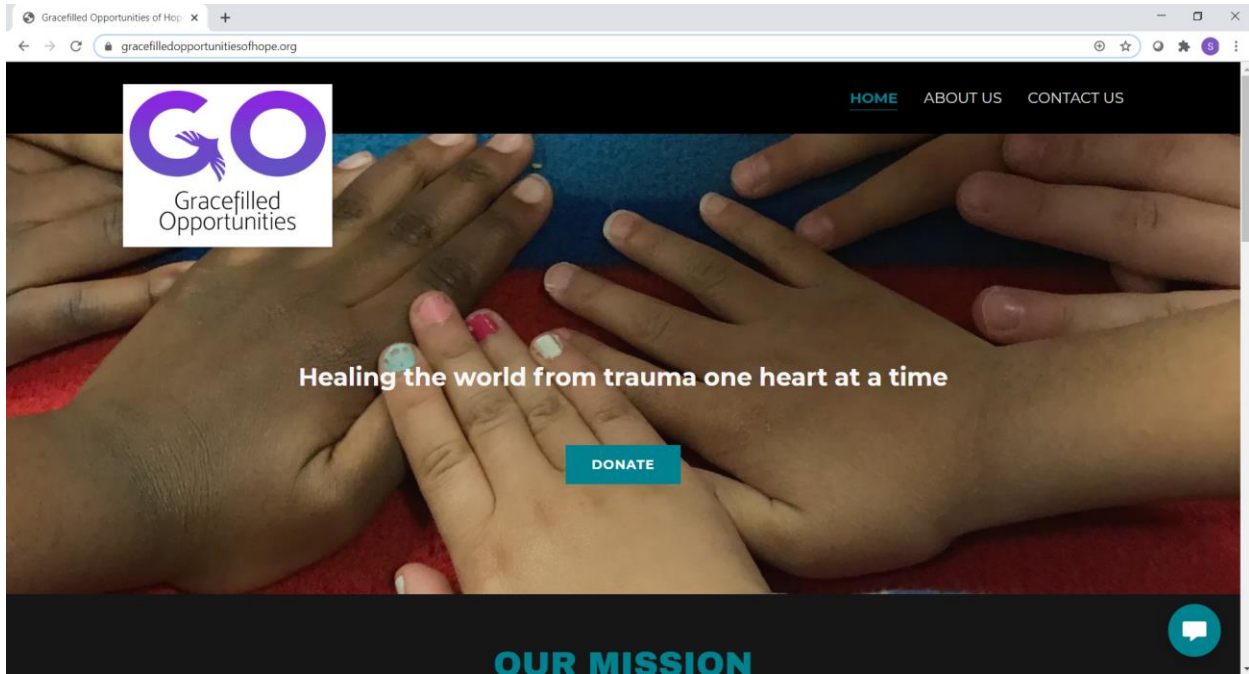 Gracefilled Opportunities of Hop
gracefilledopportunitiesofhope.org
S
HOME ABOUT US CONTACT US
GO
Gracefilled
Opportunities
Healing the world from trauma one heart at a time
DONATE
OUR MISSION